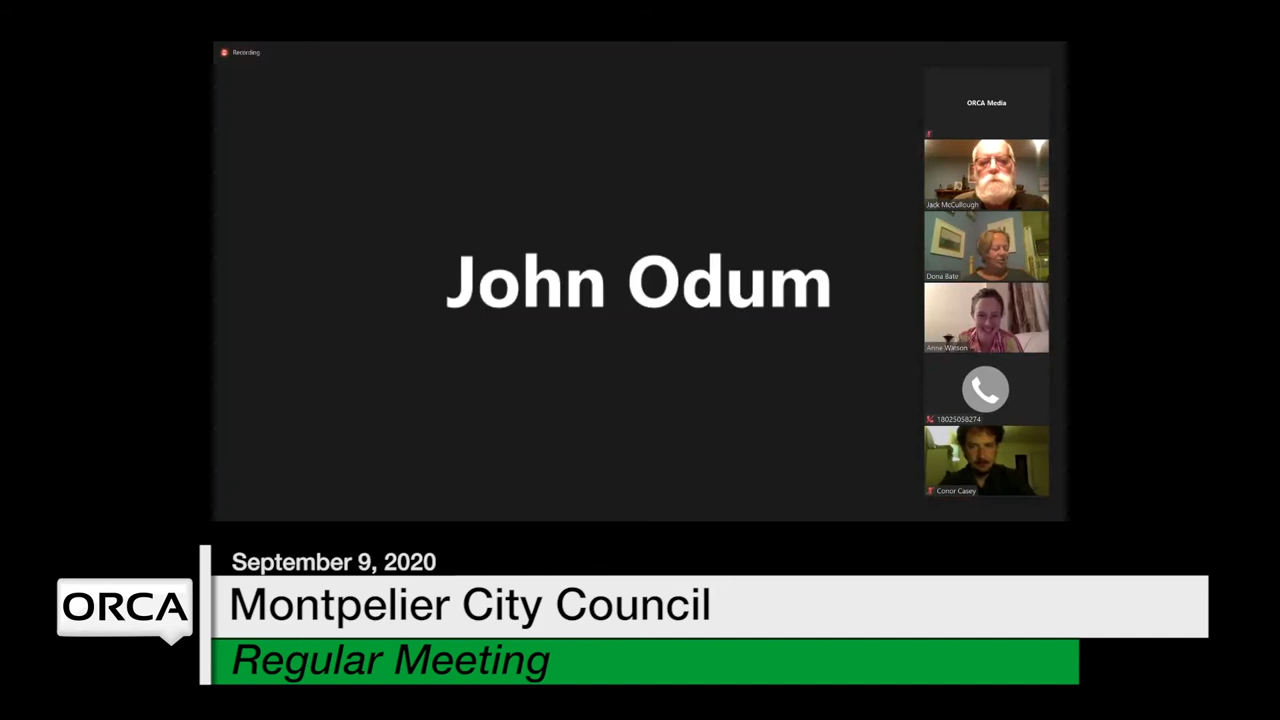 Recording
ORCA Media
John Odum
Jack McCullough
Dona Bate
Anne Watson
18025058274
Conor Casey
September 9, 2020
ORCA
Montpelier City Council
Regular Meeting